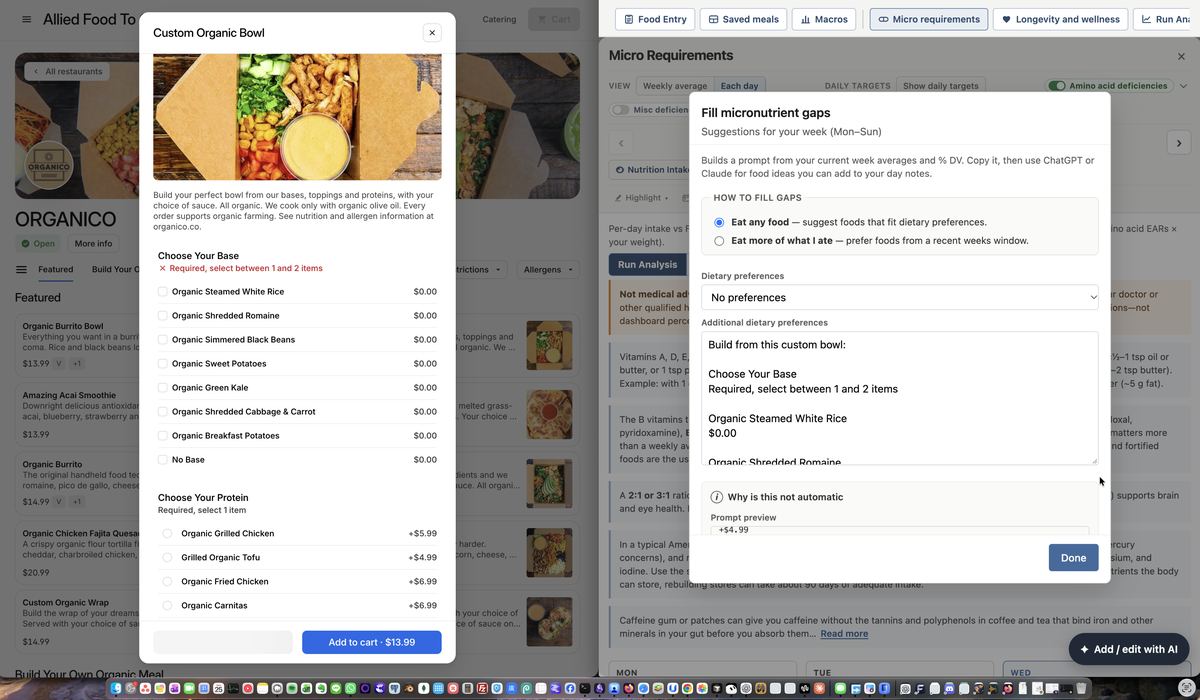 Allied Food To
Catering
Cart
All restaurants
ORGANICO
ORGANICO
Open
More info
Featured
Build Your O
Allergens
Featured
Organic Burrito Bowl
Everything you want in a burri
coma. Rice and black beans lo
$13.99 V +1
Amazing Acai Smoothie
Downright delicious antioxidan
acai, blueberry, strawberry an
$13.99
Organic Burrito
The original handheld food tec
romaine, pico de gallo, cheese
$14.99 V +1
Organic Chicken Fajita Quesa
A crispy organic flour tortilla f
cheddar, charbroiled chicken,
$20.99
Custom Organic Wrap
Build the wrap of your dreams
Served with your choice of sa
$14.99
Build Your Own Organic Meal
Custom Organic Bowl
Build your perfect bowl from our bases, toppings and proteins, with your
choice of sauce. All organic. We cook only with organic olive oil. Every
order supports organic farming. See nutrition and allergen information at
organico.co.
Choose Your Base
Required, select between 1 and 2 items
Organic Steamed White Rice $0.00
Organic Shredded Romaine $0.00
Organic Simmered Black Beans $0.00
Organic Sweet Potatoes $0.00
Organic Green Kale $0.00
Organic Shredded Cabbage & Carrot $0.00
Organic Breakfast Potatoes $0.00
No Base $0.00
Choose Your Protein
Required, select 1 item
Organic Grilled Chicken +$5.99
Grilled Organic Tofu +$4.99
Organic Fried Chicken +$6.99
Organic Carnitas +$6.99
Add to cart · $13.99
Food Entry
Saved meals
Macros
Micro requirements
Longevity and wellness
Run Ana
Micro Requirements
VIEW Weekly average Each day DAILY TARGETS Show daily targets Amino acid deficiencies
Misc deficien
Nutrition Intake
Highlight
Per-day intake vs F
your weight).
Run Analysis
Not medical adv
other qualified h
dashboard perce
Vitamins A, D, E,
or butter, or 1 tsp p
Example: with 1
The B vitamins t
pyridoxamine),
than a weekly av
foods are the us
A 2:1 or 3:1 ratio
and eye health.
In a typical Amer
concerns), and
iodine. Use the s
can store, rebuilding stores can take about 90 days of adequate intake.
Caffeine gum or patches can give you caffeine without the tannins and polyphenols in coffee and tea that bind iron and other
minerals in your gut before you absorb them... Read more
MON
TUE
WED
Add / edit with AI
Fill micronutrient gaps
Suggestions for your week (Mon–Sun)
Builds a prompt from your current week averages and % DV. Copy it, then use ChatGPT or
Claude for food ideas you can add to your day notes.
HOW TO FILL GAPS
Eat any food — suggest foods that fit dietary preferences.
Eat more of what I ate — prefer foods from a recent weeks window.
Dietary preferences
No preferences
Additional dietary preferences
Build from this custom bowl:
Choose Your Base
Required, select between 1 and 2 items
Organic Steamed White Rice
$0.00
Organic Shredded Romaine
Why is this not automatic
Prompt preview
+$4.99
Done